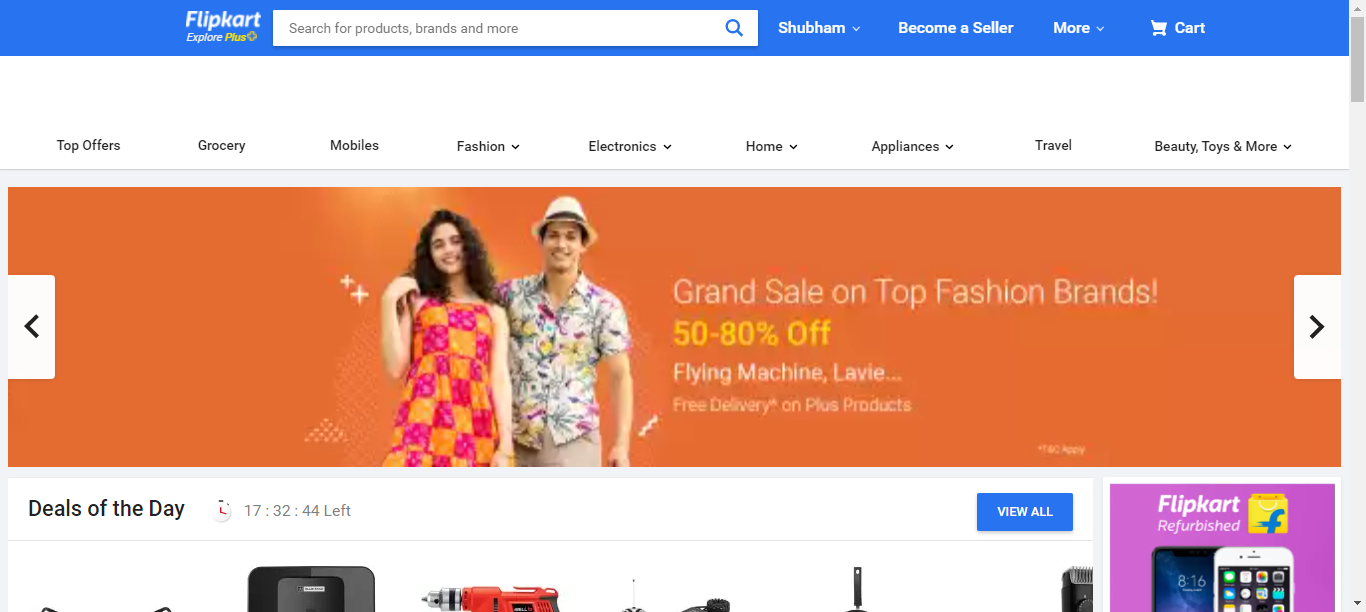 Flipkart
Explore Plus
Search for products, brands and more
Shubham
Become a Seller
More
Cart
Top Offers
Grocery
Mobiles
Fashion
Electronics
Home
Appliances
Travel
Beauty, Toys & More
Grand Sale on Top Fashion Brands!
50-80% Off
Flying Machine, Lavie...
Free Delivery* on Plus Products
*T&C Apply
Deals of the Day
17 : 32 : 44 Left
VIEW ALL
Flipkart
Refurbished
8:16